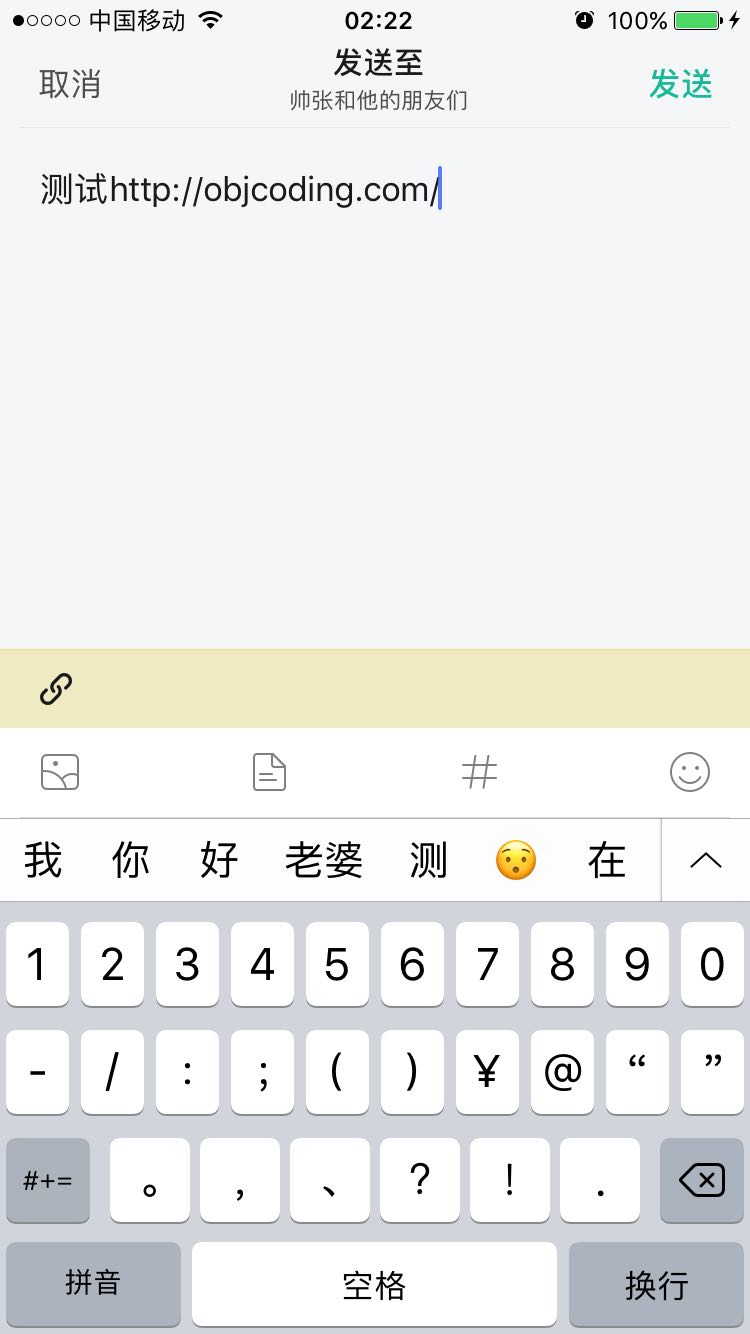 中国移动 02:22 100%
取消 发送至 发送
帅张和他的朋友们
测试http://objcoding.com/
我 你 好 老婆 测 😯 在
1 2 3 4 5 6 7 8 9 0
- / : ; ( ) ¥ @ “ ”
#+= 。 , 、 ? ! .
拼音 空格 换行